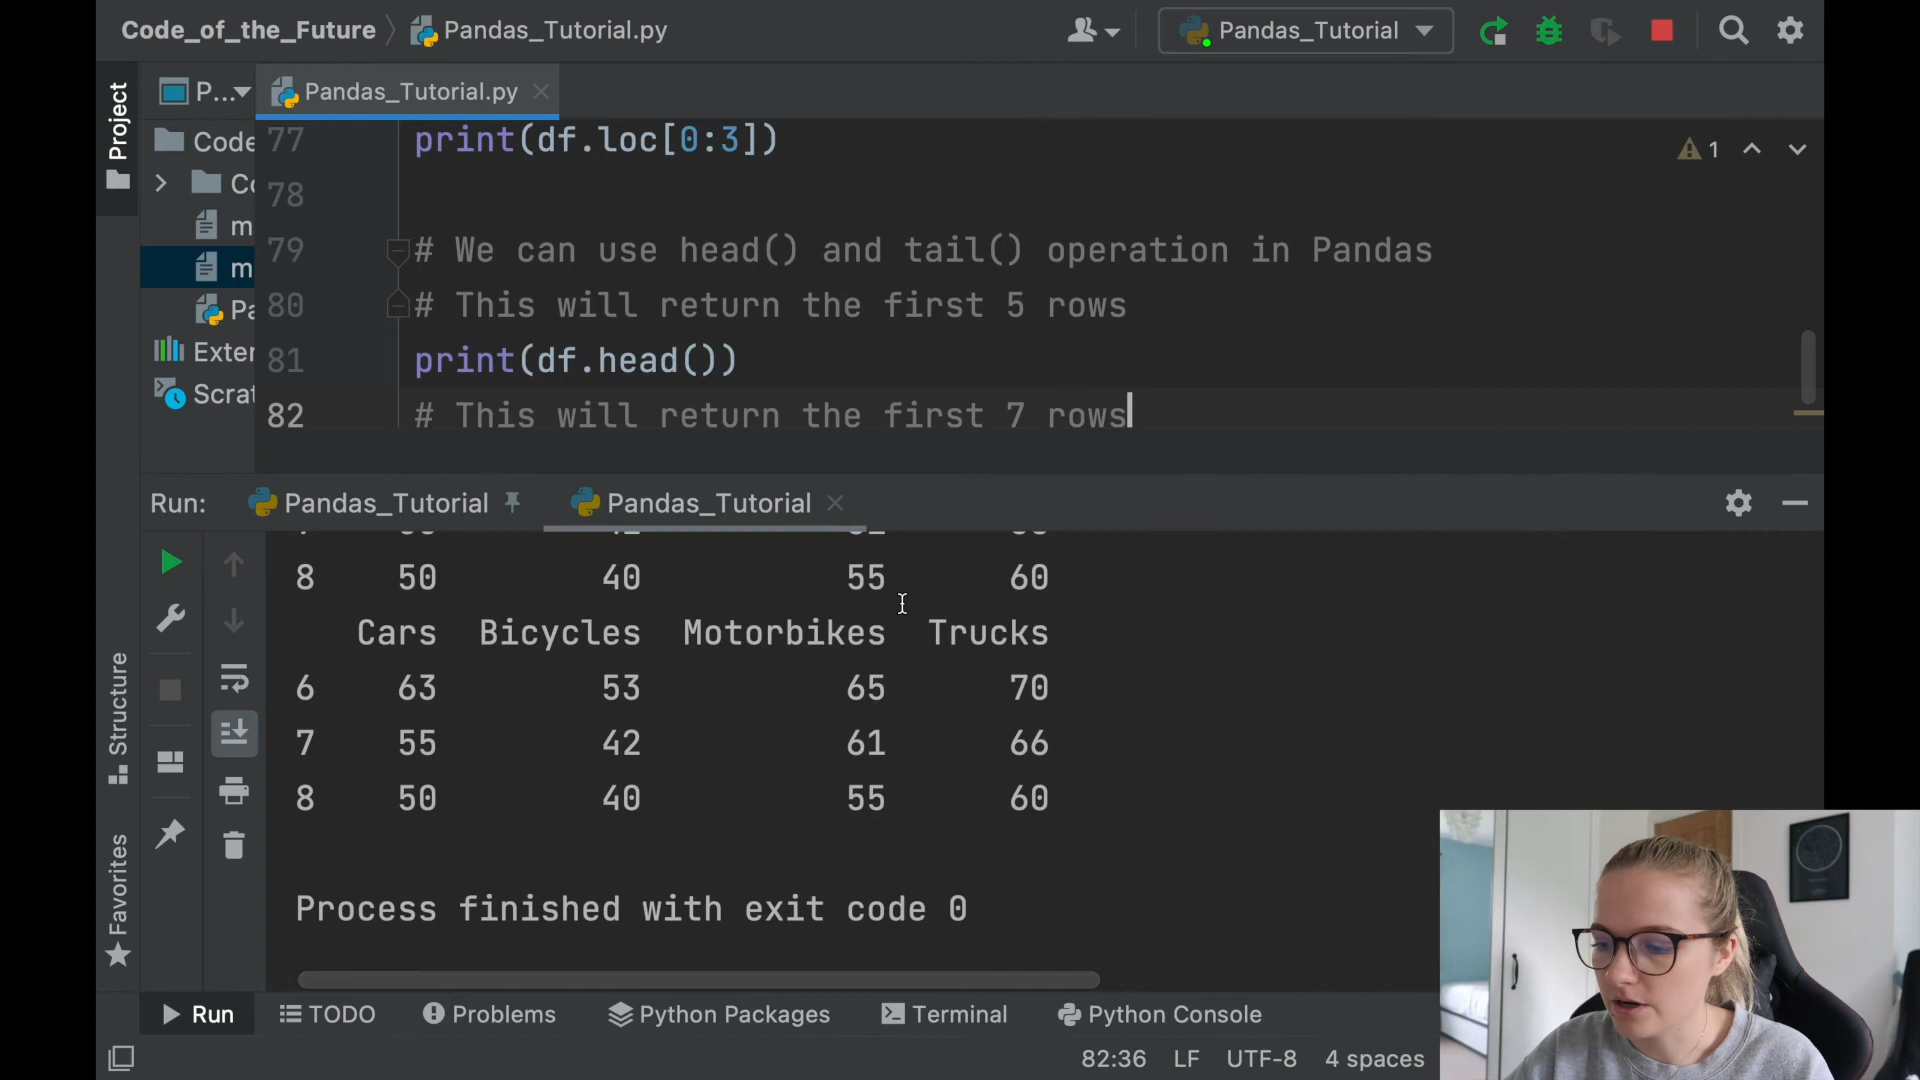 Code_of_the_Future
Pandas_Tutorial.py
Pandas_Tutorial
Project
P...
Pandas_Tutorial.py
Code
77
print(df.loc[0:3])
1
78
Co
m
79
# We can use head() and tail() operation in Pandas
m
80
# This will return the first 5 rows
Pa
81
print(df.head())
Exter
Scrat
82
# This will return the first 7 rows
Run:
Pandas_Tutorial
Pandas_Tutorial
8 50 40 55 60
Cars Bicycles Motorbikes Trucks
6 63 53 65 70
7 55 42 61 66
8 50 40 55 60
Process finished with exit code 0
Structure
Favorites
Run
TODO
Problems
Python Packages
Terminal
Python Console
82:36
LF
UTF-8
4 spaces